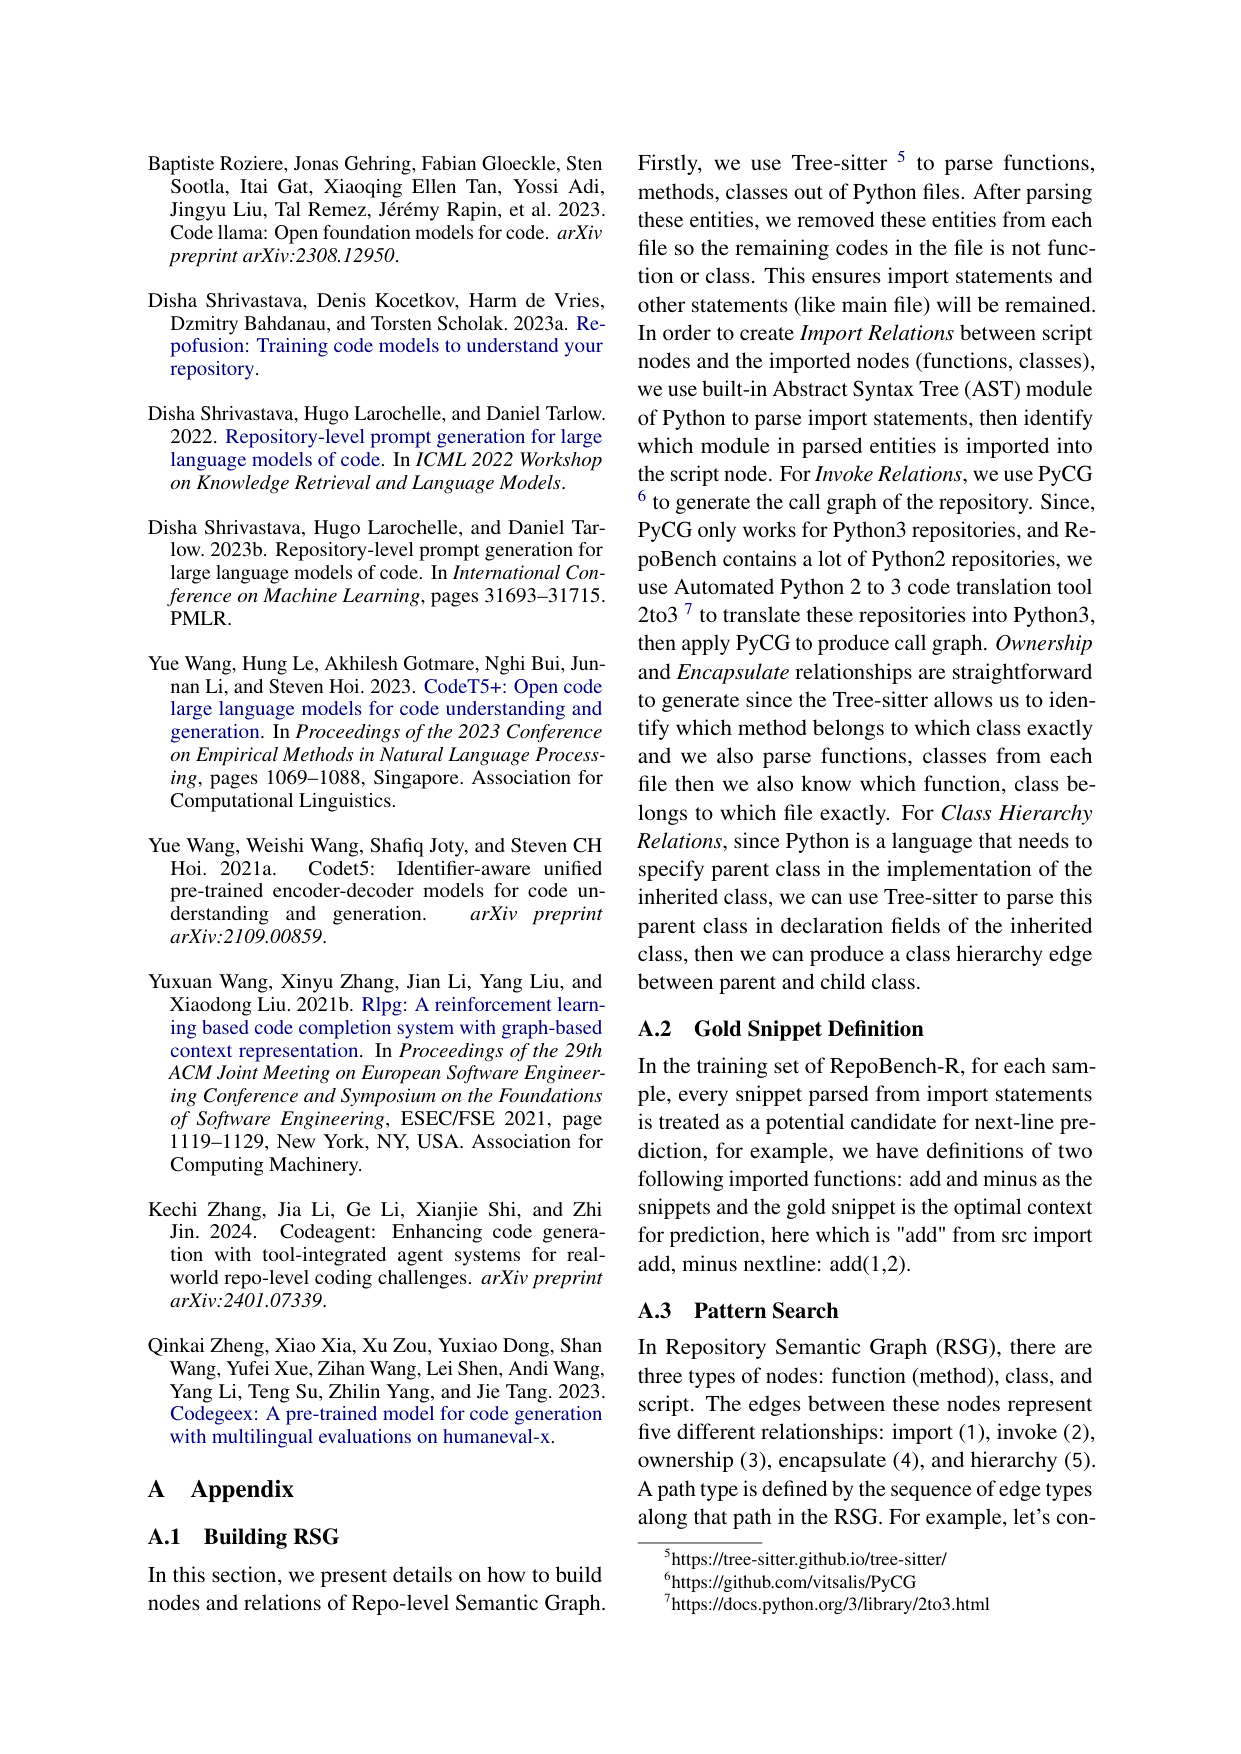 Baptiste Roziere, Jonas Gehring, Fabian Gloeckle, Sten
Sootla, Itai Gat, Xiaoqing Ellen Tan, Yossi Adi,
Jingyu Liu, Tal Remez, Jérémy Rapin, et al. 2023.
Code llama: Open foundation models for code. arXiv
preprint arXiv:2308.12950.
Disha Shrivastava, Denis Kocetkov, Harm de Vries,
Dzmitry Bahdanau, and Torsten Scholak. 2023a. Re-
pofusion: Training code models to understand your
repository.
Disha Shrivastava, Hugo Larochelle, and Daniel Tarlow.
2022. Repository-level prompt generation for large
language models of code. In ICML 2022 Workshop
on Knowledge Retrieval and Language Models.
Disha Shrivastava, Hugo Larochelle, and Daniel Tar-
low. 2023b. Repository-level prompt generation for
large language models of code. In International Con-
ference on Machine Learning, pages 31693–31715.
PMLR.
Yue Wang, Hung Le, Akhilesh Gotmare, Nghi Bui, Jun-
nan Li, and Steven Hoi. 2023. CodeT5+: Open code
large language models for code understanding and
generation. In Proceedings of the 2023 Conference
on Empirical Methods in Natural Language Process-
ing, pages 1069–1088, Singapore. Association for
Computational Linguistics.
Yue Wang, Weishi Wang, Shafiq Joty, and Steven CH
Hoi. 2021a. Codet5: Identifier-aware unified
pre-trained encoder-decoder models for code un-
derstanding and generation. arXiv preprint
arXiv:2109.00859.
Yuxuan Wang, Xinyu Zhang, Jian Li, Yang Liu, and
Xiaodong Liu. 2021b. Rlpg: A reinforcement learn-
ing based code completion system with graph-based
context representation. In Proceedings of the 29th
ACM Joint Meeting on European Software Engineer-
ing Conference and Symposium on the Foundations
of Software Engineering, ESEC/FSE 2021, page
1119–1129, New York, NY, USA. Association for
Computing Machinery.
Kechi Zhang, Jia Li, Ge Li, Xianjie Shi, and Zhi
Jin. 2024. Codeagent: Enhancing code genera-
tion with tool-integrated agent systems for real-
world repo-level coding challenges. arXiv preprint
arXiv:2401.07339.
Qinkai Zheng, Xiao Xia, Xu Zou, Yuxiao Dong, Shan
Wang, Yufei Xue, Zihan Wang, Lei Shen, Andi Wang,
Yang Li, Teng Su, Zhilin Yang, and Jie Tang. 2023.
Codegeex: A pre-trained model for code generation
with multilingual evaluations on humaneval-x.
A Appendix
A.1 Building RSG
In this section, we present details on how to build
nodes and relations of Repo-level Semantic Graph.
Firstly, we use Tree-sitter 5 to parse functions,
methods, classes out of Python files. After parsing
these entities, we removed these entities from each
file so the remaining codes in the file is not func-
tion or class. This ensures import statements and
other statements (like main file) will be remained.
In order to create Import Relations between script
nodes and the imported nodes (functions, classes),
we use built-in Abstract Syntax Tree (AST) module
of Python to parse import statements, then identify
which module in parsed entities is imported into
the script node. For Invoke Relations, we use PyCG
6 to generate the call graph of the repository. Since,
PyCG only works for Python3 repositories, and Re-
poBench contains a lot of Python2 repositories, we
use Automated Python 2 to 3 code translation tool
2to3 7 to translate these repositories into Python3,
then apply PyCG to produce call graph. Ownership
and Encapsulate relationships are straightforward
to generate since the Tree-sitter allows us to iden-
tify which method belongs to which class exactly
and we also parse functions, classes from each
file then we also know which function, class be-
longs to which file exactly. For Class Hierarchy
Relations, since Python is a language that needs to
specify parent class in the implementation of the
inherited class, we can use Tree-sitter to parse this
parent class in declaration fields of the inherited
class, then we can produce a class hierarchy edge
between parent and child class.
A.2 Gold Snippet Definition
In the training set of RepoBench-R, for each sam-
ple, every snippet parsed from import statements
is treated as a potential candidate for next-line pre-
diction, for example, we have definitions of two
following imported functions: add and minus as the
snippets and the gold snippet is the optimal context
for prediction, here which is "add" from src import
add, minus nextline: add(1,2).
A.3 Pattern Search
In Repository Semantic Graph (RSG), there are
three types of nodes: function (method), class, and
script. The edges between these nodes represent
five different relationships: import (1), invoke (2),
ownership (3), encapsulate (4), and hierarchy (5).
A path type is defined by the sequence of edge types
along that path in the RSG. For example, let's con-
5https://tree-sitter.github.io/tree-sitter/
6https://github.com/vitsalis/PyCG
7https://docs.python.org/3/library/2to3.html